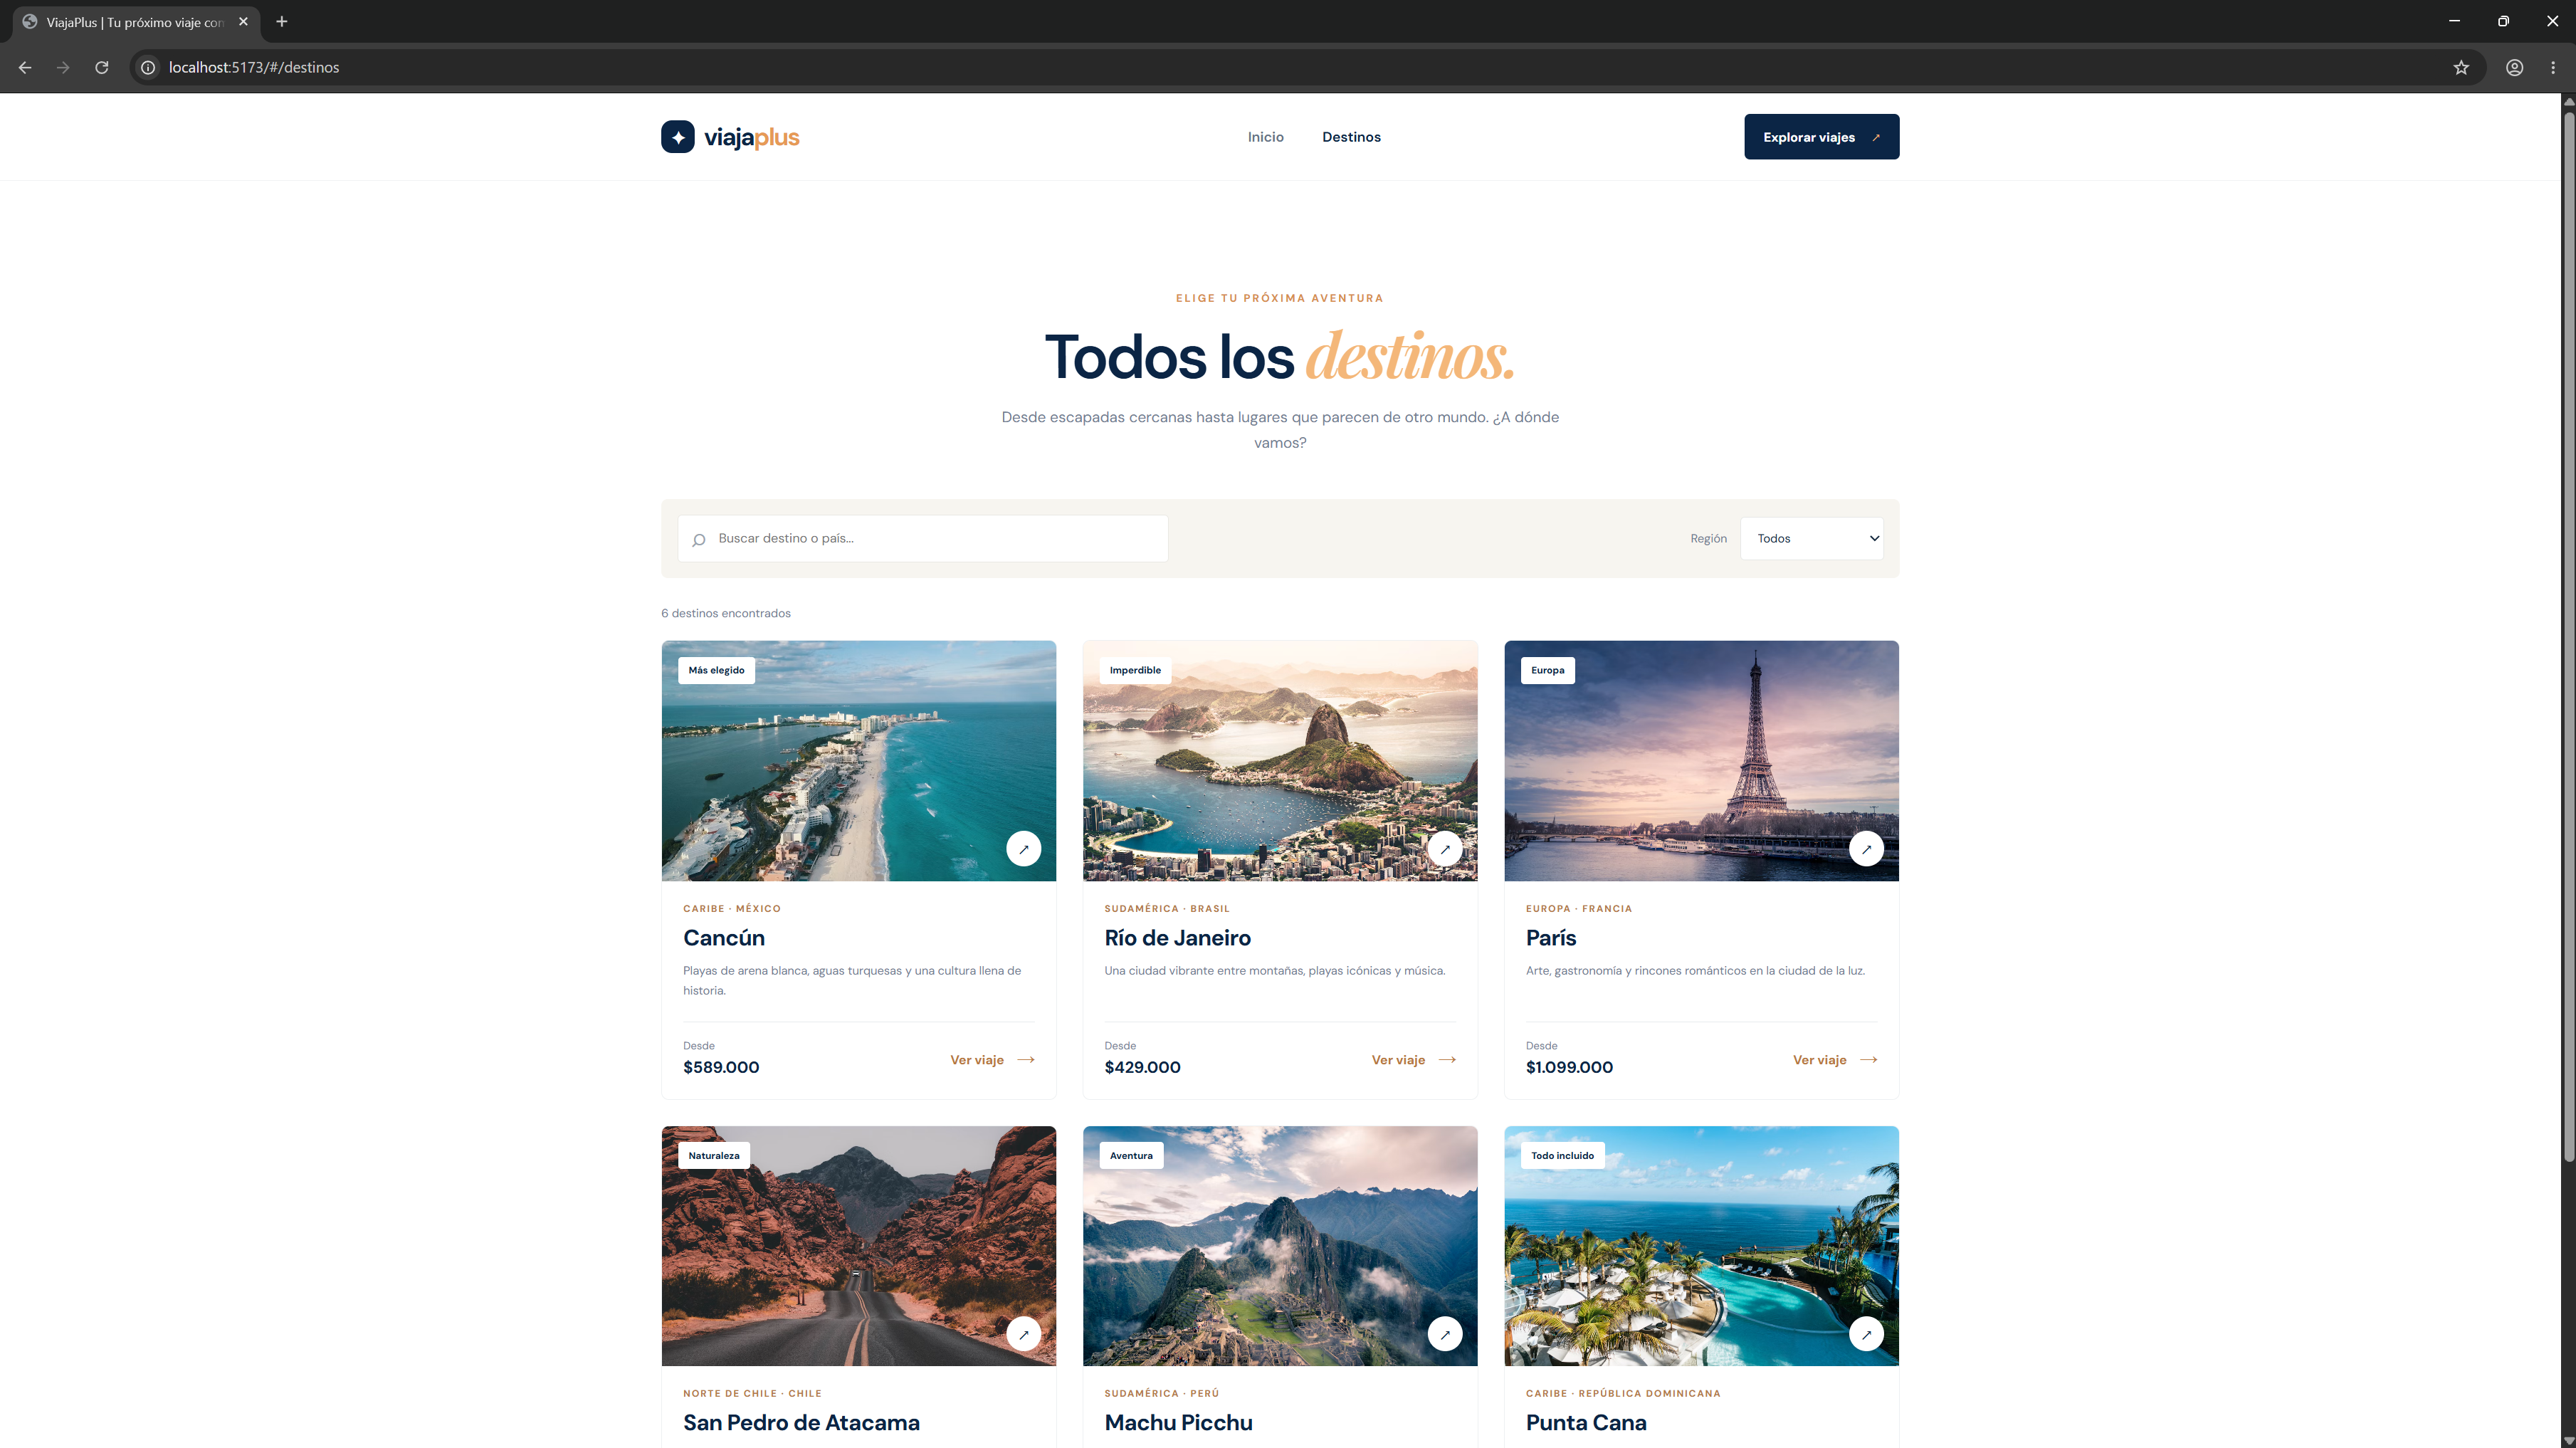 ViajaPlus | Tu próximo viaje con
localhost:5173/#/destinos
viajaplus
Inicio
Destinos
Explorar viajes ↗
ELIGE TU PRÓXIMA AVENTURA
Todos los destinos.
Desde escapadas cercanas hasta lugares que parecen de otro mundo. ¿A dónde
vamos?
Buscar destino o país...
Región
Todos
6 destinos encontrados
Más elegido
CARIBE · MÉXICO
Cancún
Playas de arena blanca, aguas turquesas y una cultura llena de
historia.
Desde
$589.000
Ver viaje →
Imperdible
SUDAMÉRICA · BRASIL
Río de Janeiro
Una ciudad vibrante entre montañas, playas icónicas y música.
Desde
$429.000
Ver viaje →
Europa
EUROPA · FRANCIA
París
Arte, gastronomía y rincones románticos en la ciudad de la luz.
Desde
$1.099.000
Ver viaje →
Naturaleza
NORTE DE CHILE · CHILE
San Pedro de Atacama
Aventura
SUDAMÉRICA · PERÚ
Machu Picchu
Todo incluido
CARIBE · REPÚBLICA DOMINICANA
Punta Cana